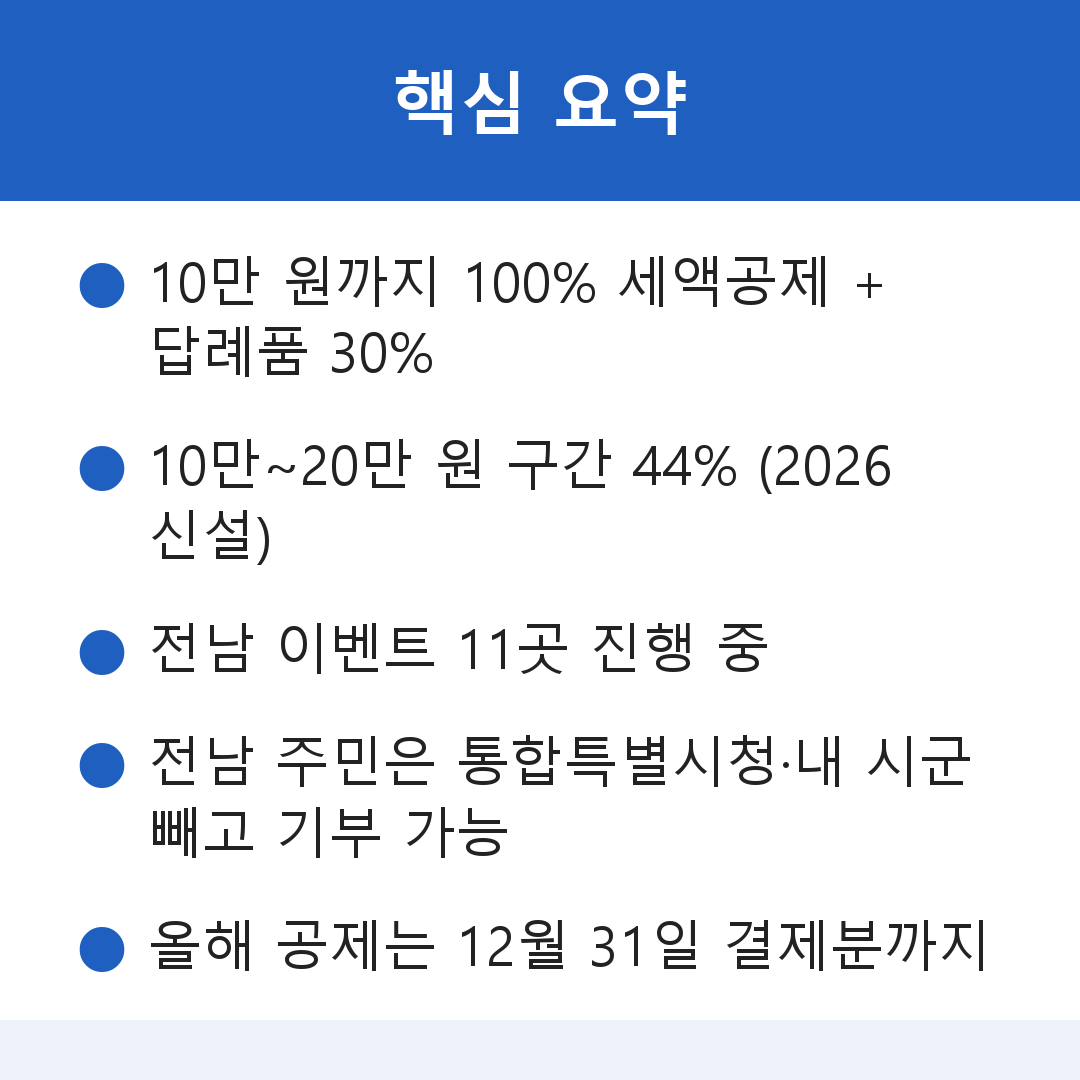 핵심 요약
10만 원까지 100% 세액공제 +
답례품 30%
10만~20만 원 구간 44% (2026
신설)
전남 이벤트 11곳 진행 중
전남 주민은 통합특별시청·내 시군
빼고 기부 가능
올해 공제는 12월 31일 결제분까지